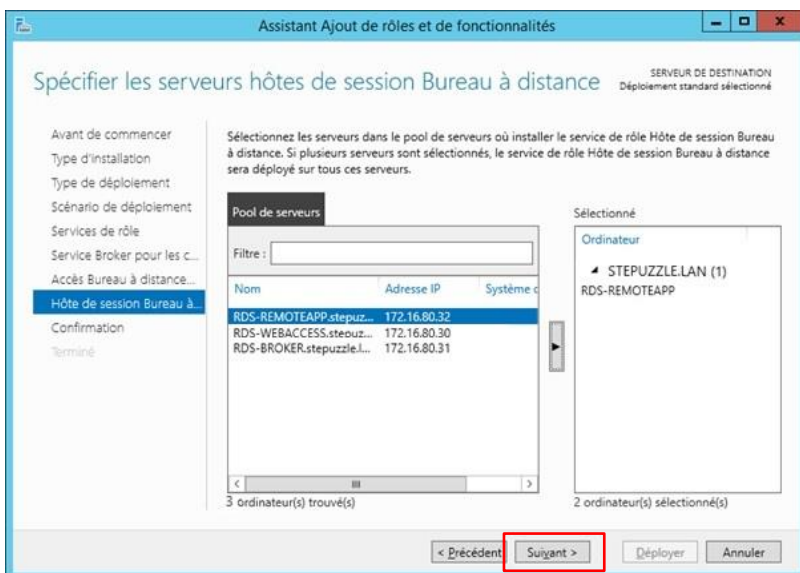 Assistant Ajout de rôles et de fonctionnalités
Spécifier les serveurs hôtes de session Bureau à distance
SERVEUR DE DESTINATION
Déploiement standard sélectionné
Avant de commencer
Type d'installation
Type de déploiement
Scénario de déploiement
Services de rôle
Service Broker pour les c...
Accès Bureau à distance...
Hôte de session Bureau à...
Confirmation
Terminé
Sélectionnez les serveurs dans le pool de serveurs où installer le service de rôle Hôte de session Bureau
à distance. Si plusieurs serveurs sont sélectionnés, le service de rôle Hôte de session Bureau à distance
sera déployé sur tous ces serveurs.
Pool de serveurs
Filtre :
Nom Adresse IP Système d
RDS-REMOTEAPP.stepuz... 172.16.80.32
RDS-WEBACCESS.stepuz... 172.16.80.30
RDS-BROKER.stepuzzle.l... 172.16.80.31
3 ordinateur(s) trouvé(s)
Sélectionné
Ordinateur
STEPUZZLE.LAN (1)
RDS-REMOTEAPP
2 ordinateur(s) sélectionné(s)
< Précédent Suivant > Déployer Annuler